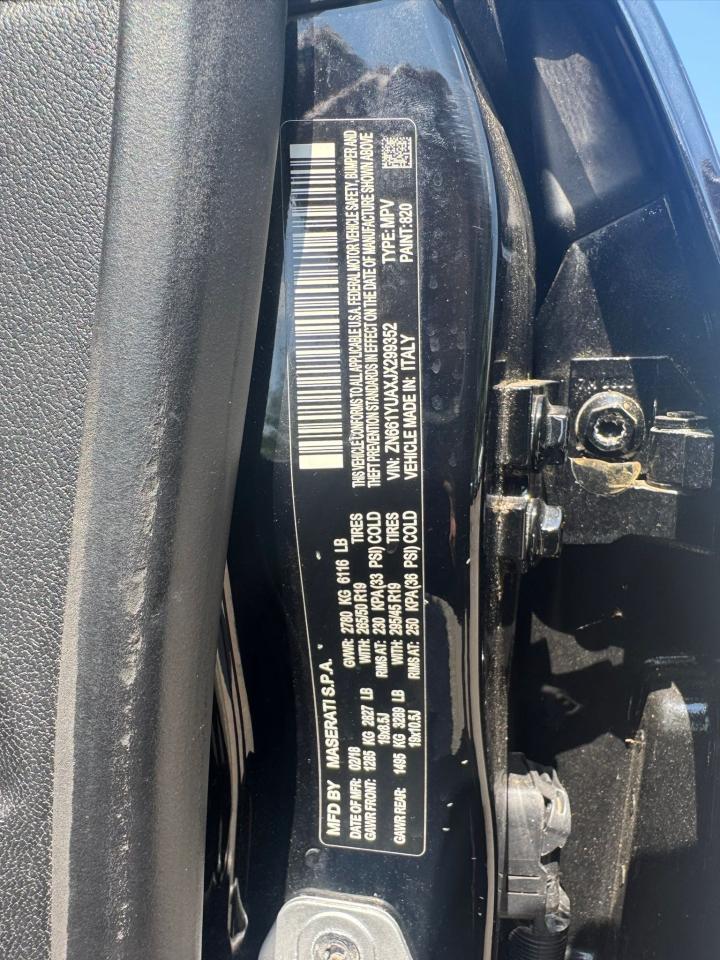 MFD BY MASERATI S.P.A.
DATE OF MFR: 02/18 GVWR: 2780 KG 6116 LB
GAWR FRONT: 1285 KG 2827 LB WITH: 265/50 R19 TIRES
19x8.5J RIMS AT: 230 KPA(33 PSI) COLD
GAWR REAR: 1495 KG 3289 LB WITH: 295/45 R19 TIRES
19x10.5J RIMS AT: 250 KPA(36 PSI) COLD
THIS VEHICLE CONFORMS TO ALL APPLICABLE U.S.A. FEDERAL MOTOR VEHICLE SAFETY, BUMPER AND
THEFT PREVENTION STANDARDS IN EFFECT ON THE DATE OF MANUFACTURE SHOWN ABOVE
VIN: ZN661YUAXJX299352 TYPE: MPV
VEHICLE MADE IN: ITALY PAINT: 820